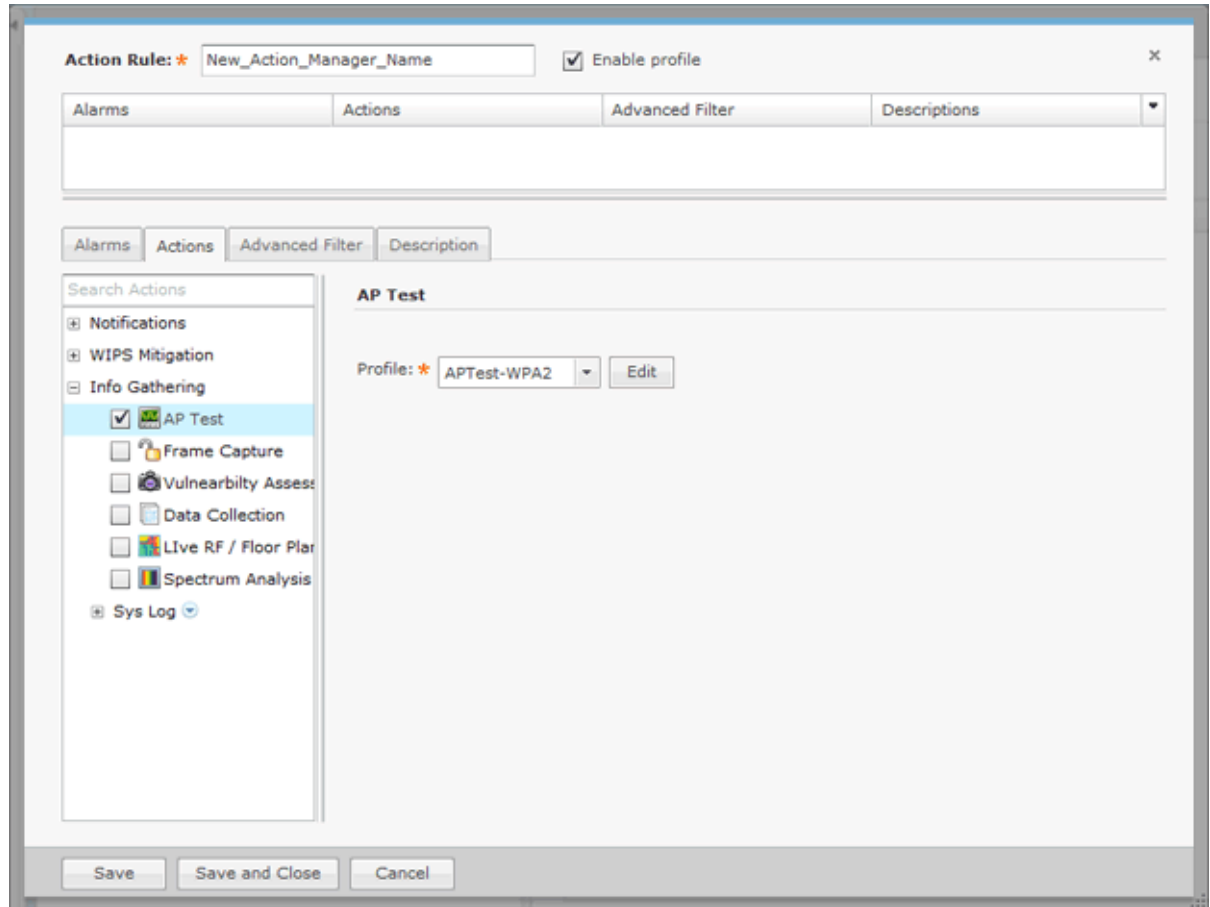 Action Rule: * New_Action_Manager_Name Enable profile
Alarms Actions Advanced Filter Descriptions
Alarms Actions Advanced Filter Description
Search Actions
AP Test
Notifications
WIPS Mitigation
Profile: * APTest-WPA2 Edit
Info Gathering
AP Test
Frame Capture
Vulnearbilty Assess
Data Collection
LIve RF / Floor Plan
Spectrum Analysis
Sys Log
Save Save and Close Cancel